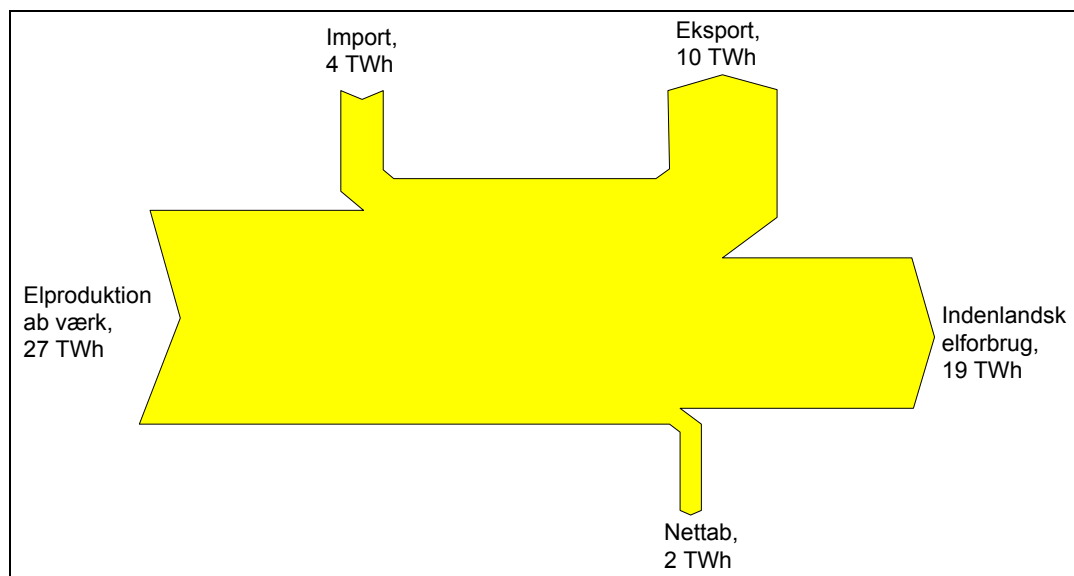 Import,
4 TWh
Eksport,
10 TWh
Elproduktion
ab værk,
27 TWh
Indenlandsk
elforbrug,
19 TWh
Nettab,
2 TWh